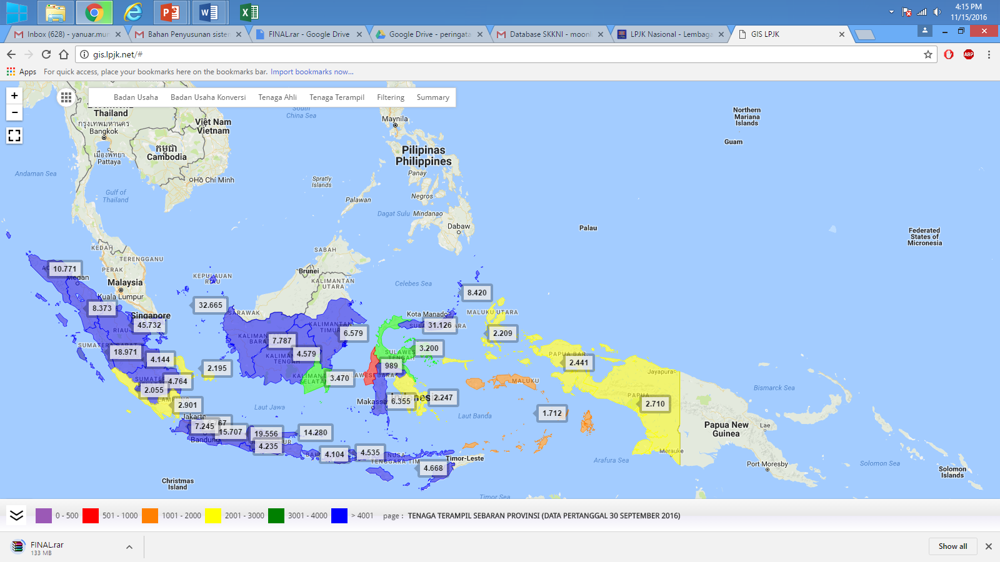 4:15 PM
11/15/2016
Inbox (628) - yanuar.mun
Bahan Penyusunan sister
FINAL.rar - Google Drive
Google Drive - peringata
Database SKKNI - moonl
LPJK Nasional - Lembaga
GIS LPJK
gis.lpjk.net/#
Apps For quick access, place your bookmarks here on the bookmarks bar. Import bookmarks now...
+
−
Badan Usaha Badan Usaha Konversi Tenaga Ahli Tenaga Terampil Filtering Summary
Thailand
กรุงเทพมหานคร
Bangkok
เมืองพัทยา
Pattaya
Việt Nam
Vietnam
កម្ពុជា
Cambodia
Hồ Chí Minh
South
China Sea
Maynila
Pilipinas
Philippines
Panay
Negros
Northern
Mariana
Islands
Guam
Andaman Sea
Gulf of
Thailand
Spratly
Islands
Palawan
Dagat Sulu
Mindanao
Dabaw
Palau
Federated
States of
Micronesia
KEDAH
TERENGGANU
PERAK
Malaysia
Kuala Lumpur
Singapore
KEPULAUAN
RIAU
SABAH
Brunei
KALIMANTAN
UTARA
SARAWAK
Celebes Sea
Kota Manado
MALUKU UTARA
10.771
Medan
8.373
32.665
45.732
RIAU
SUMATERA BARAT
18.971
4.144
2.195
4.764
2.055
LAMPUNG
2.901
KALIMANTAN
TIMUR
6.579
7.787
4.579
KALIMANTAN
SELATAN
3.470
8.420
31.126
2.209
3.200
SULAWESI
TENGAH
989
6.355
2.247
Makassar
Indonesia
Laut Jawa
Laut Banda
MALUKU
1.712
PAPUA BAR
2.441
Jayapura
PAPUA
2.710
Merauke
Bismarck Sea
Papua New
Guinea
Lae
Port Moresby
Solomon Sea
Solomon
Islands
Jakarta
7.245
15.707
Bandung
19.556
4.235
14.280
4.104
4.535
NUSA
TENGGARA TIM
4.668
Timor-Leste
Arafura Sea
Timor Sea
Christmas
Island
0 - 500 501 - 1000 1001 - 2000 2001 - 3000 3001 - 4000 > 4001 page : TENAGA TERAMPIL SEBARAN PROVINSI (DATA PERTANGGAL 30 SEPTEMBER 2016)
FINAL.rar
133 MB
Show all